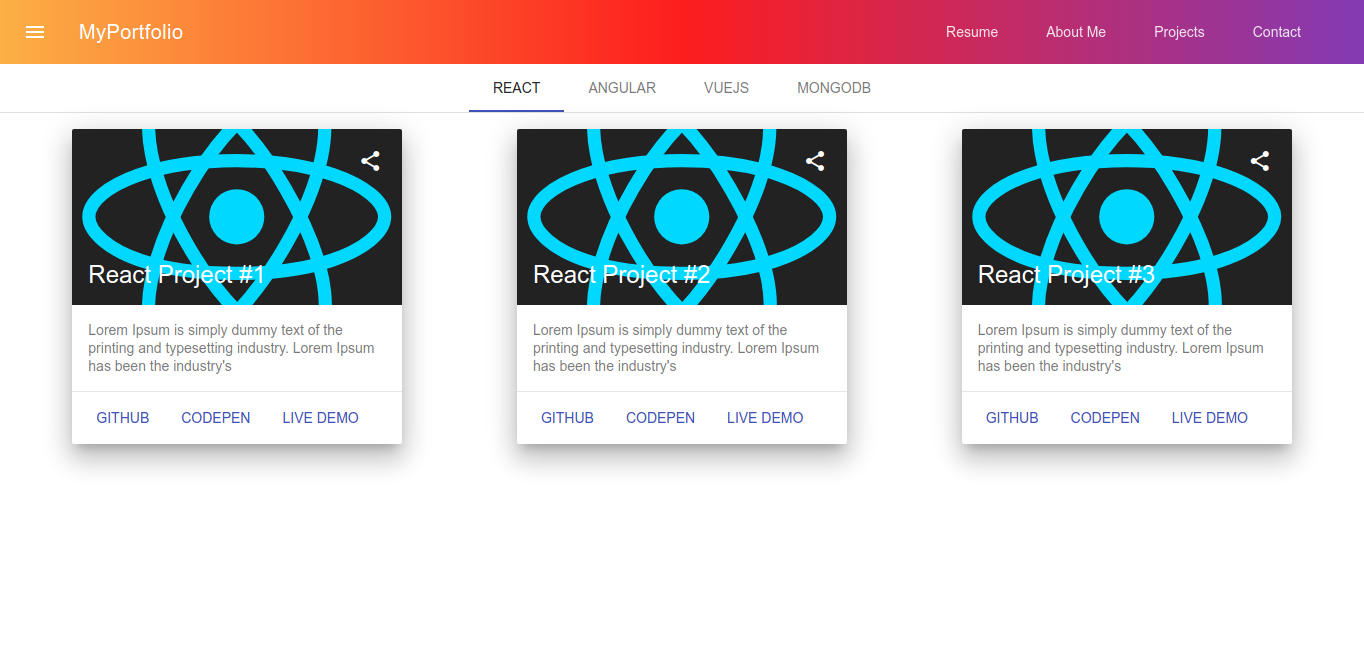 MyPortfolio
Resume
About Me
Projects
Contact
REACT
ANGULAR
VUEJS
MONGODB
React Project #1
Lorem Ipsum is simply dummy text of the
printing and typesetting industry. Lorem Ipsum
has been the industry's
GITHUB
CODEPEN
LIVE DEMO
React Project #2
Lorem Ipsum is simply dummy text of the
printing and typesetting industry. Lorem Ipsum
has been the industry's
GITHUB
CODEPEN
LIVE DEMO
React Project #3
Lorem Ipsum is simply dummy text of the
printing and typesetting industry. Lorem Ipsum
has been the industry's
GITHUB
CODEPEN
LIVE DEMO